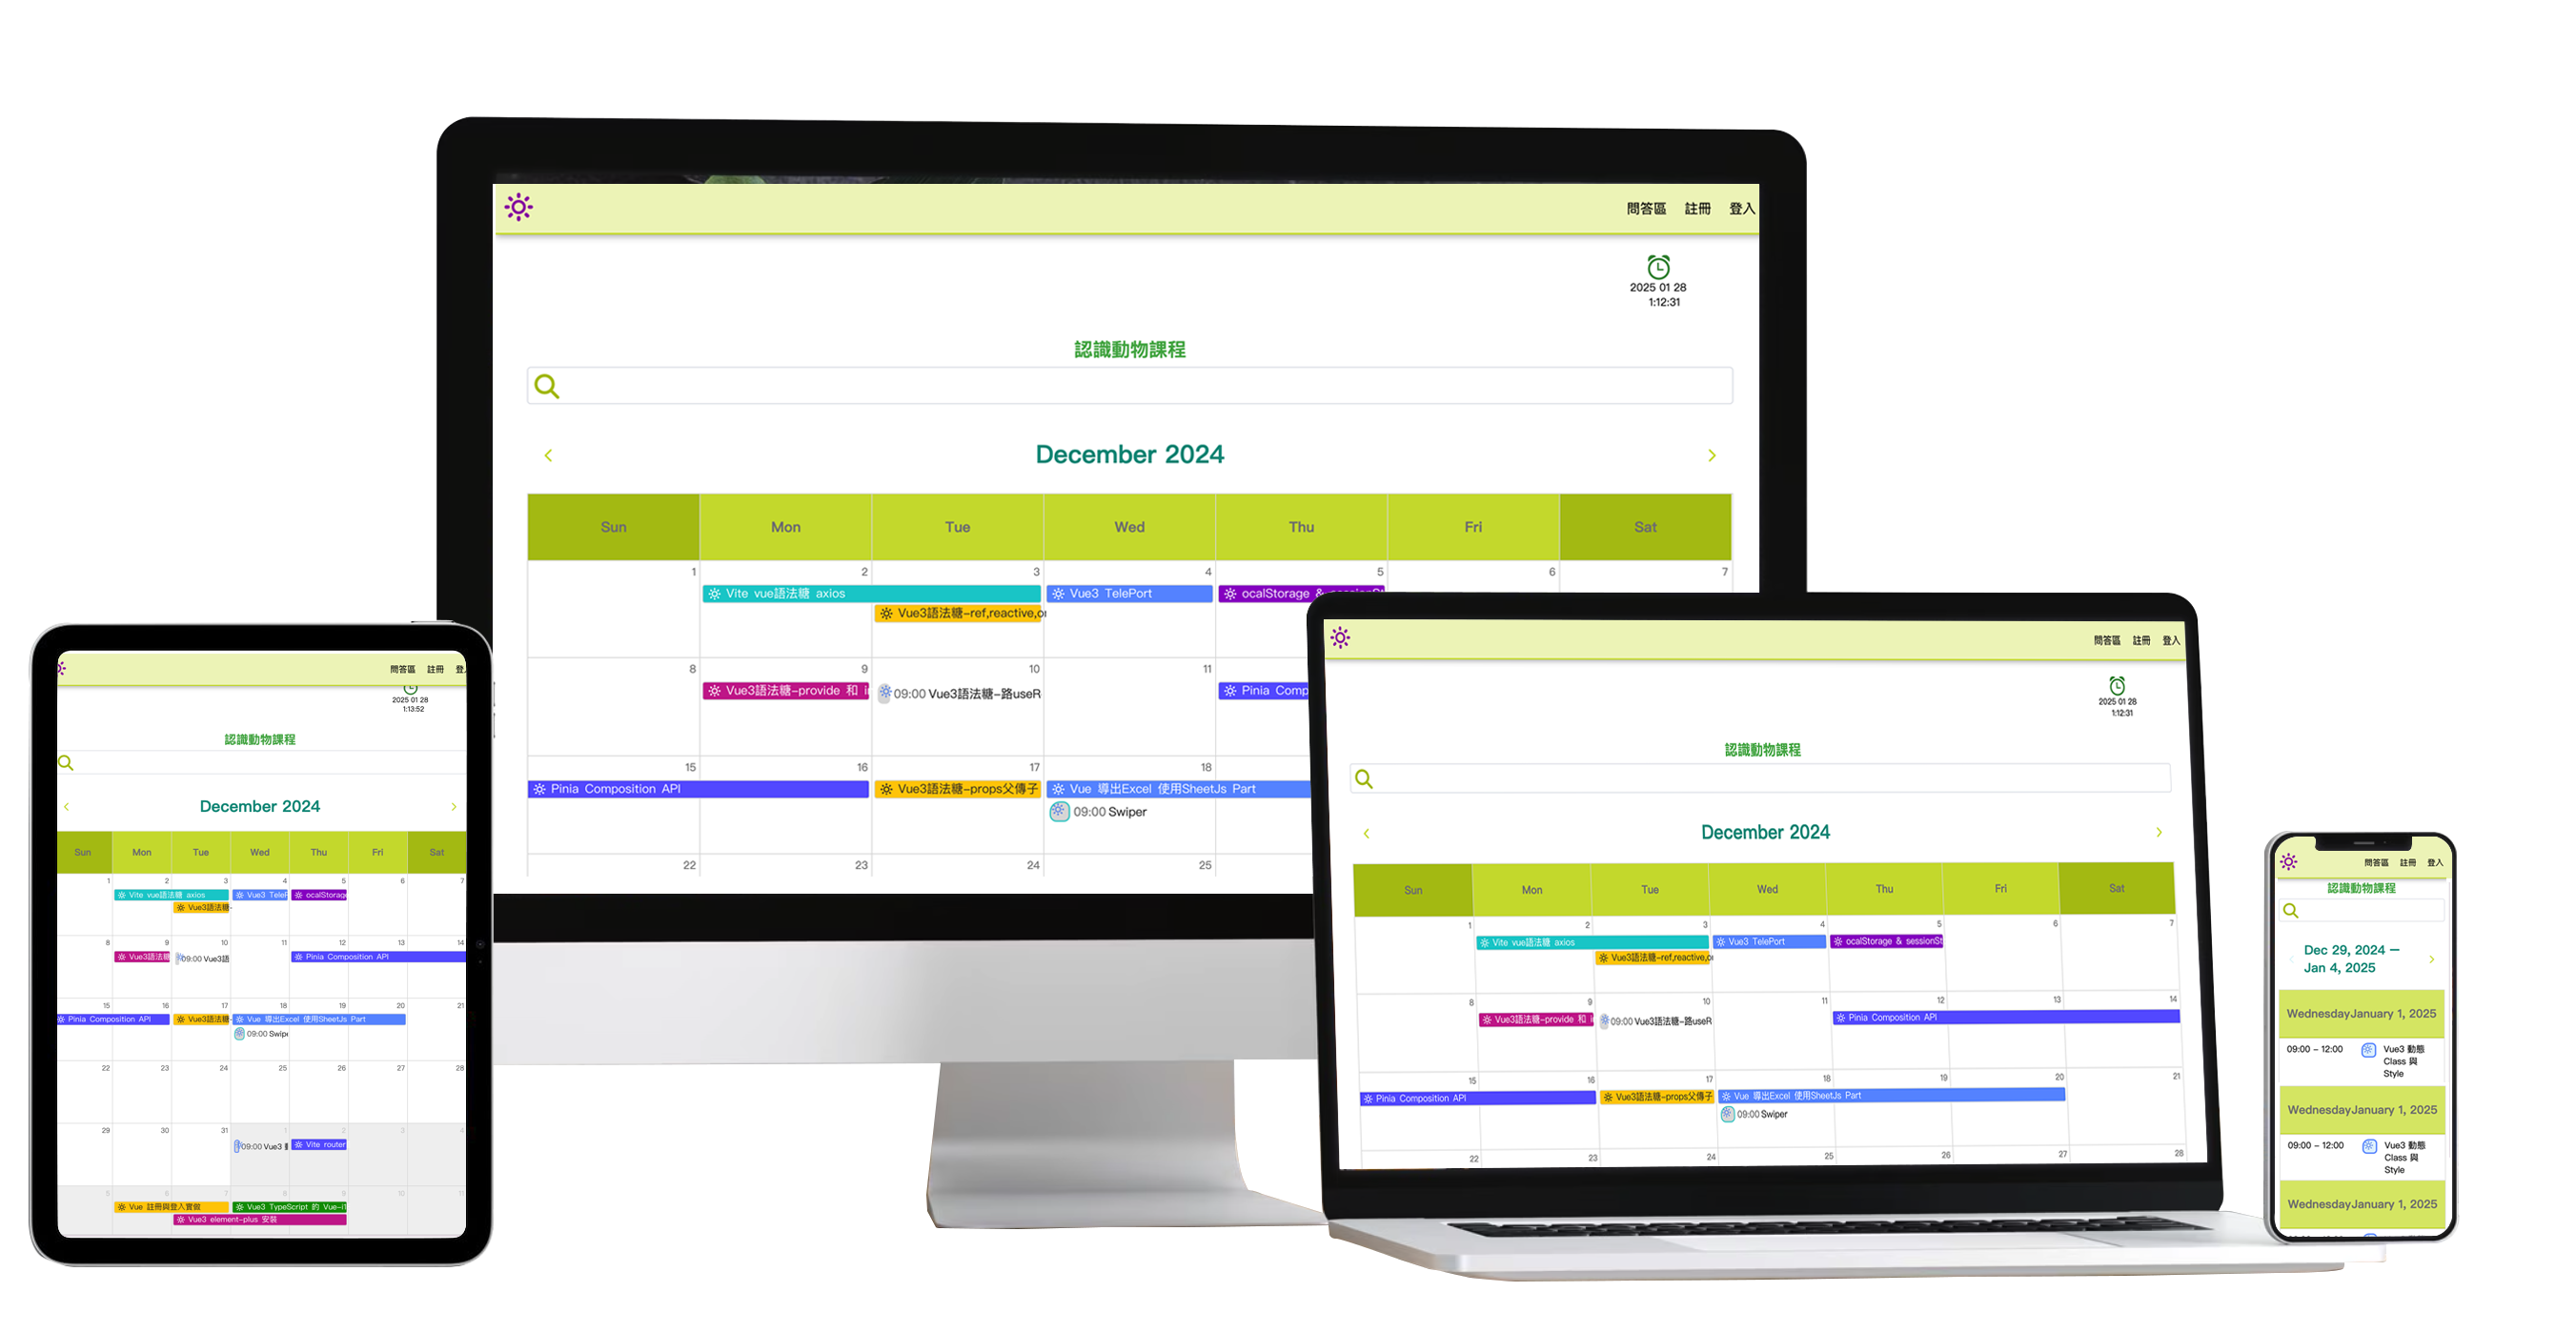 問答區 註冊 登入
2025 01 28
1:12:31
認識動物課程
December 2024
Sun Mon Tue Wed Thu Fri Sat
1 2 3 4 5 6 7
Vite vue語法糖 axios Vue3 TelePort ocalStorage &
Vue3語法糖-ref,reactive,o
8 9 10 11
Vue3語法糖-provide 和 09:00 Vue3語法糖-路useR Pinia Comp
15 16 17 18
Pinia Composition API Vue3語法糖-props父傳子 Vue 導出Excel 使用SheetJs Part
09:00 Swiper
22 23 24 25
問答區 註冊 登
2025 01 28
1:13:52
認識動物課程
December 2024
Sun Mon Tue Wed Thu Fri Sat
1 2 3 4 5 6 7
Vite vue語法糖 axios Vue3 Tele ocalStorag
Vue3語法糖-
8 9 10 11 12 13 14
Vue3語法糖 09:00 Vue3語 Pinia Composition API
15 16 17 18 19 20 21
Pinia Composition API Vue3語法糖- Vue 導出Excel 使用SheetJs Part
09:00 Swip
22 23 24 25 26 27 28
29 30 31 1 2 3 4
09:00 Vue3 Vite router
5 6 7 8 9 10 11
Vue 註冊與登入實做 Vue3 TypeScript 的 Vue-i
Vue3 element-plus 安裝
問答區 註冊 登入
2025 01 28
1:12:31
認識動物課程
December 2024
Sun Mon Tue Wed Thu Fri Sat
1 2 3 4 5 6 7
Vite vue語法糖 axios Vue3 TelePort ocalStorage & sessionSt
Vue3語法糖-ref,reactive,o
8 9 10 11 12 13 14
Vue3語法糖-provide 和 09:00 Vue3語法糖-路useR Pinia Composition API
15 16 17 18 19 20 21
Pinia Composition API Vue3語法糖-props父傳子 Vue 導出Excel 使用SheetJs Part
09:00 Swiper
22 23 24 25 26 27 28
問答區 註冊 登入
認識動物課程
Dec 29, 2024 –
Jan 4, 2025
WednesdayJanuary 1, 2025
09:00 - 12:00 Vue3 動態
Class 與
Style
WednesdayJanuary 1, 2025
09:00 - 12:00 Vue3 動態
Class 與
Style
WednesdayJanuary 1, 2025